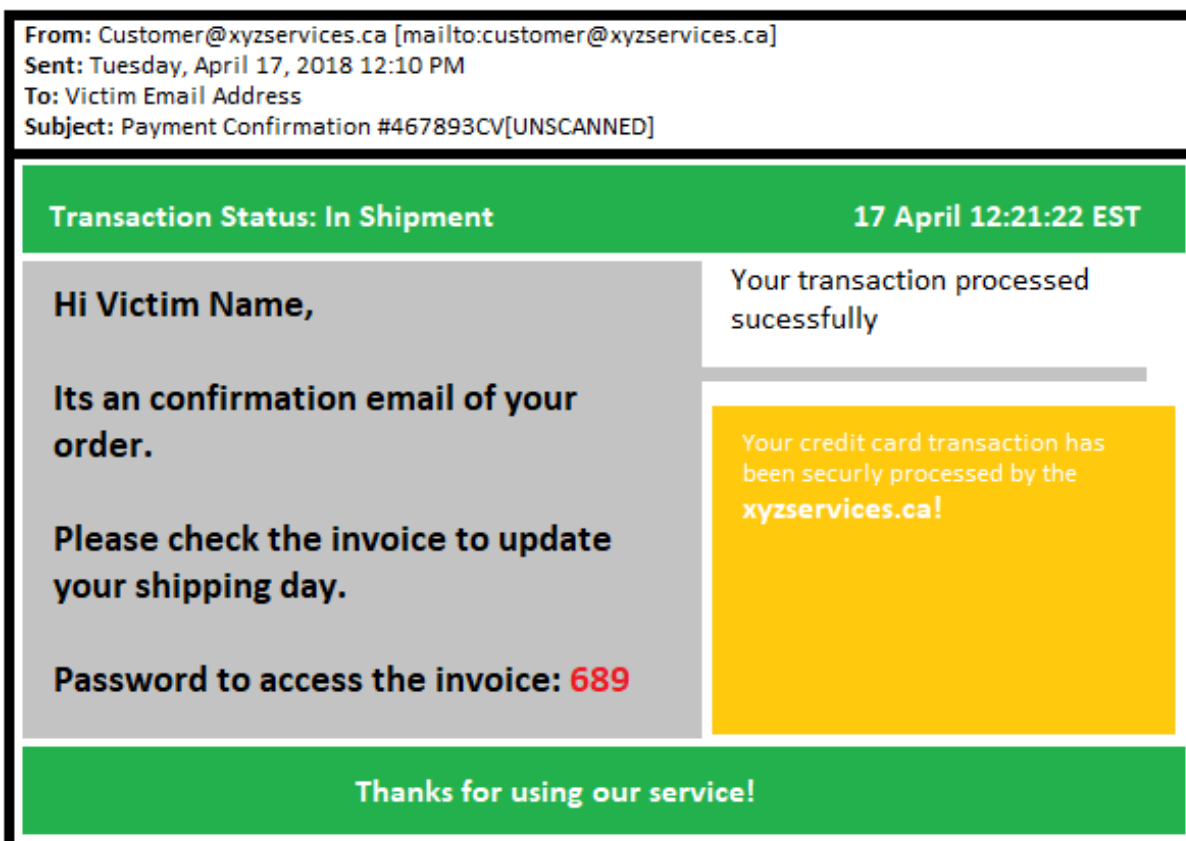 From: Customer@xyzservices.ca [mailto:customer@xyzservices.ca]
Sent: Tuesday, April 17, 2018 12:10 PM
To: Victim Email Address
Subject: Payment Confirmation #467893CV[UNSCANNED]
Transaction Status: In Shipment
17 April 12:21:22 EST
Hi Victim Name,
Its an confirmation email of your
order.
Please check the invoice to update
your shipping day.
Password to access the invoice: 689
Your transaction processed
sucessfully
Your credit card transaction has
been securly processed by the
xyzservices.ca!
Thanks for using our service!